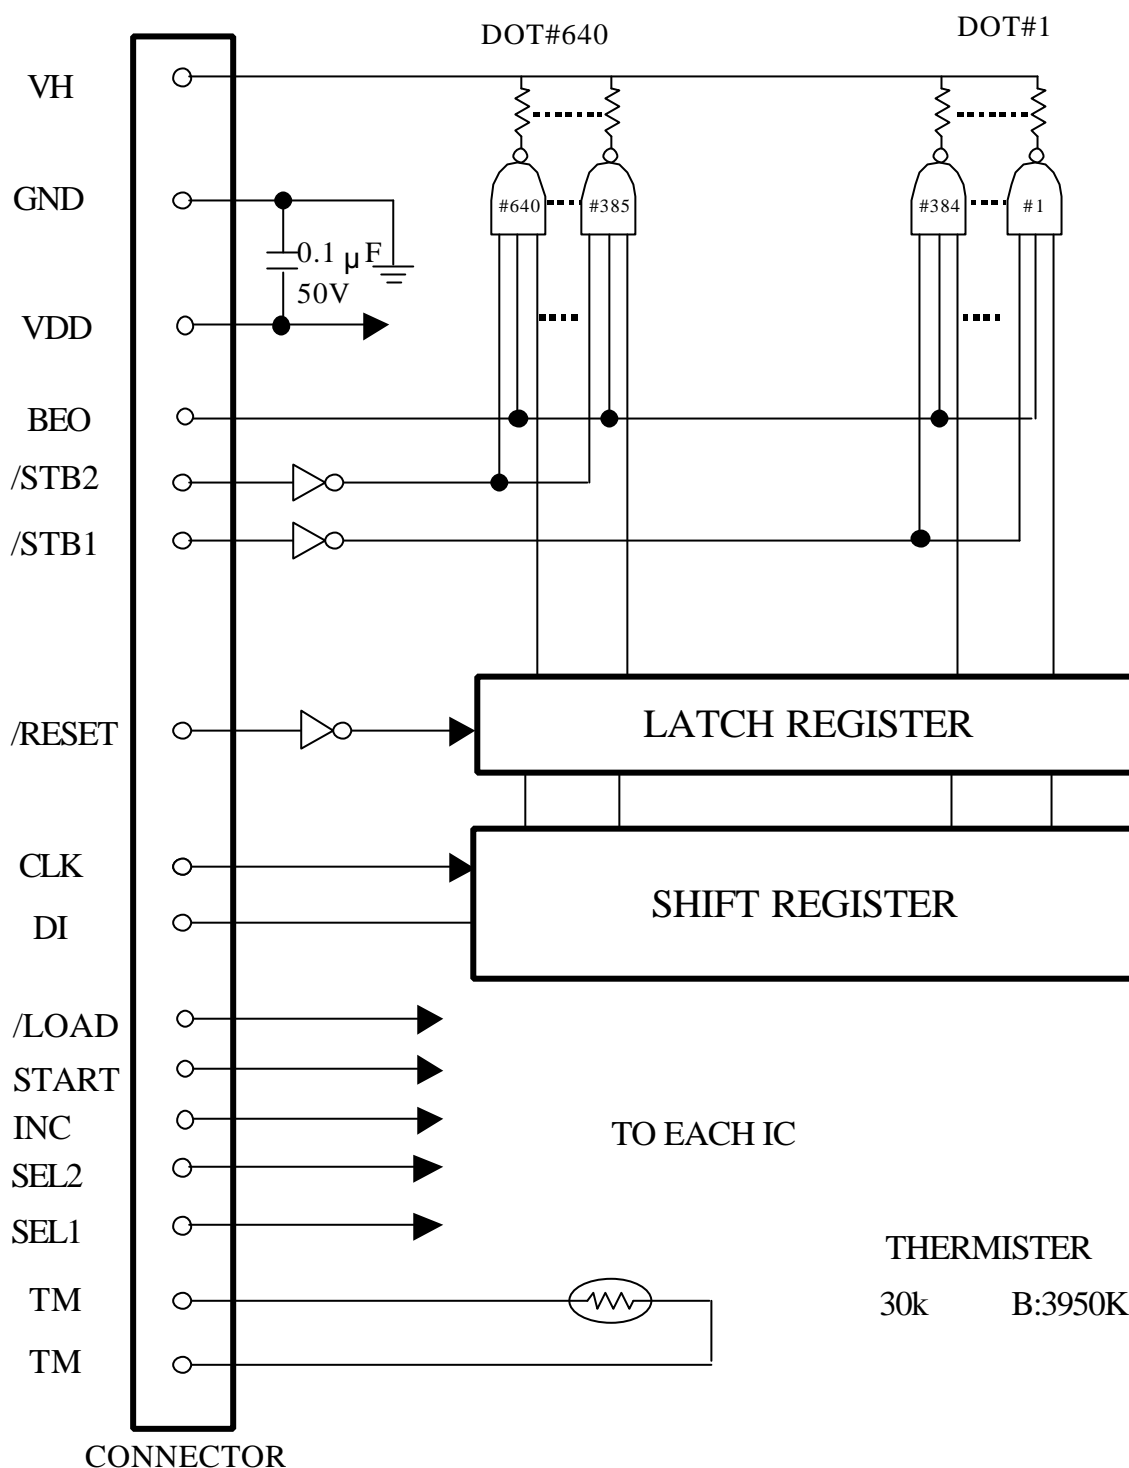 DOT#640
DOT#1
VH
GND
#640
#385
#384
#1
0.1 μF
50V
VDD
BEO
/STB2
/STB1
/RESET
LATCH REGISTER
CLK
SHIFT REGISTER
DI
/LOAD
START
INC
TO EACH IC
SEL2
SEL1
THERMISTER
TM
30k B:3950K
TM
CONNECTOR